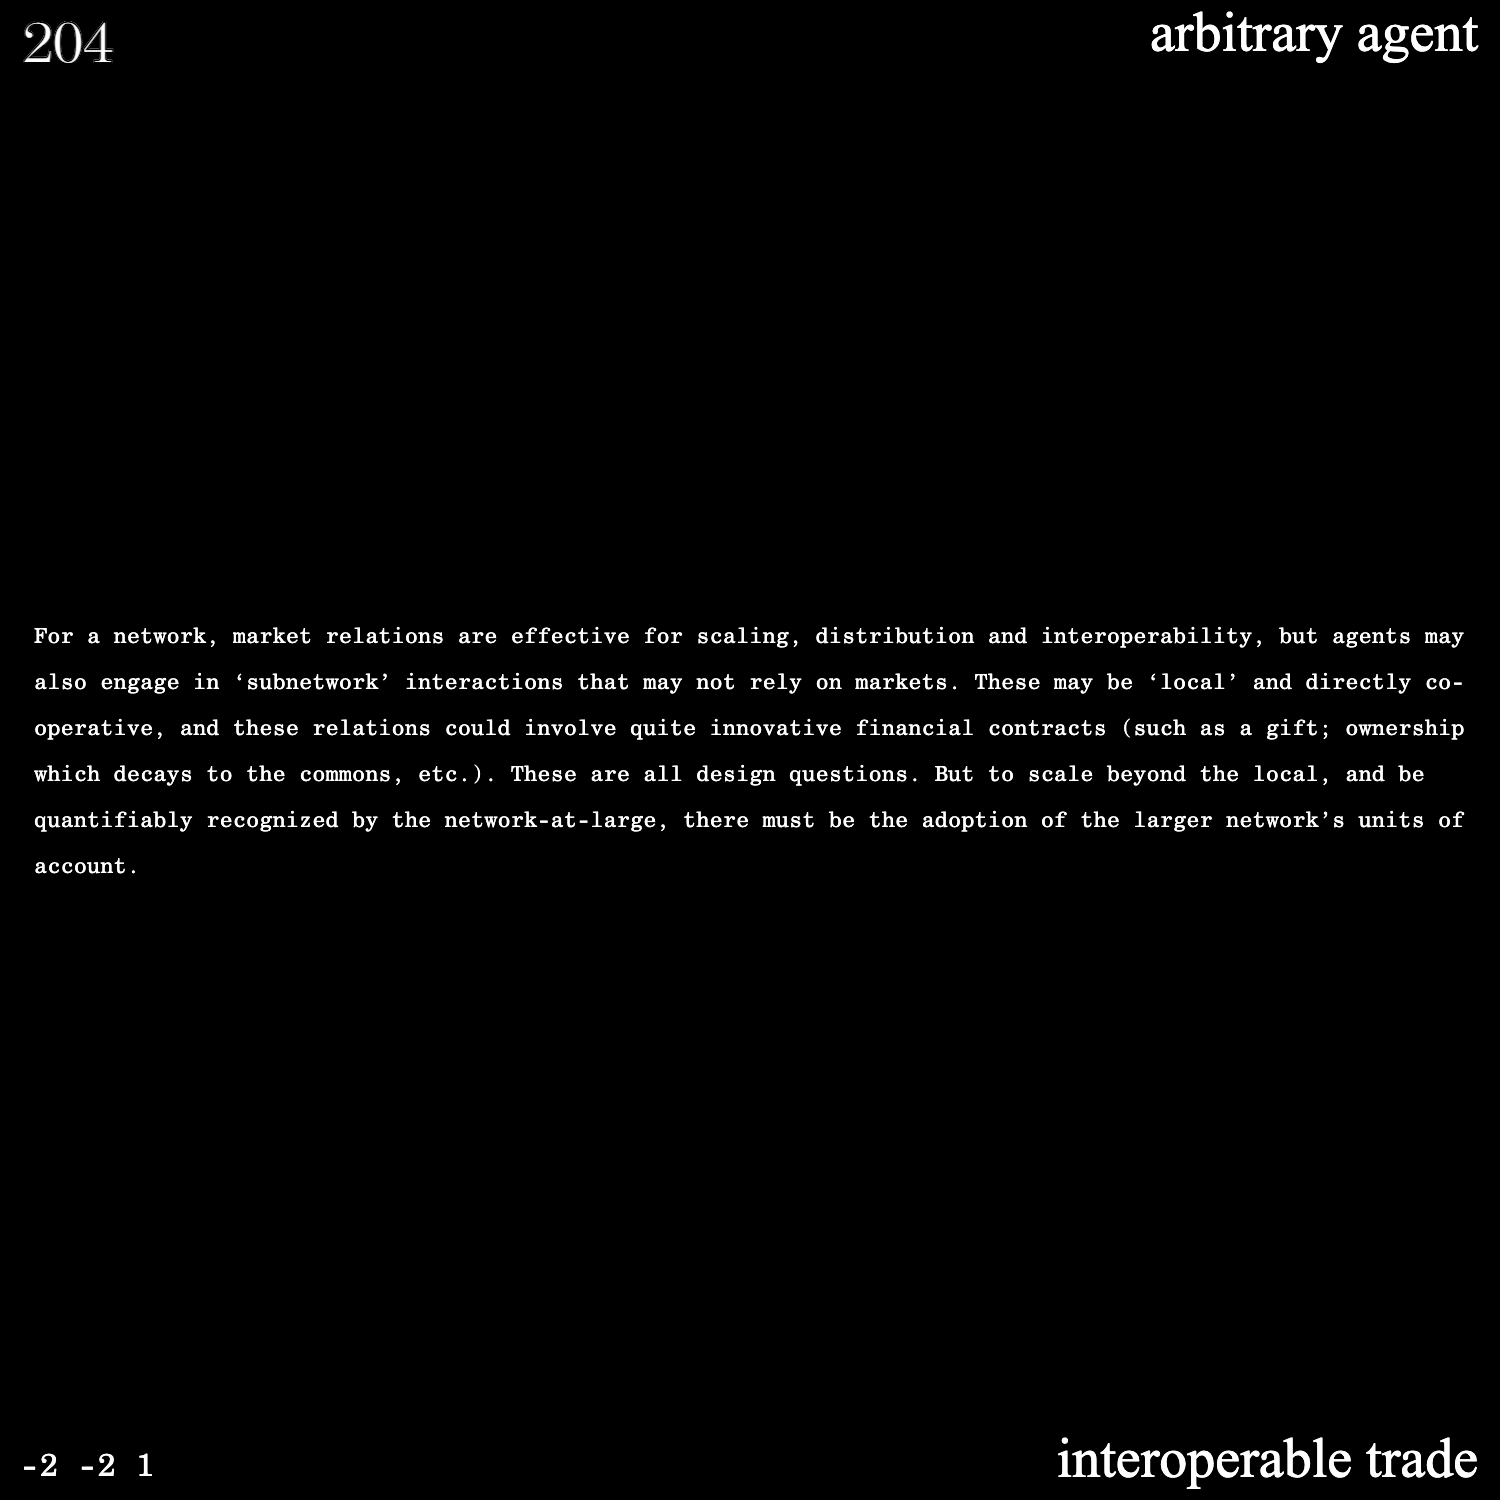 204
arbitrary agent
For a network, market relations are effective for scaling, distribution and interoperability, but agents may
also engage in ‘subnetwork’ interactions that may not rely on markets. These may be ‘local’ and directly co-
operative, and these relations could involve quite innovative financial contracts (such as a gift; ownership
which decays to the commons, etc.). These are all design questions. But to scale beyond the local, and be
quantifiably recognized by the network-at-large, there must be the adoption of the larger network’s units of
account.
-2 -2 1
interoperable trade